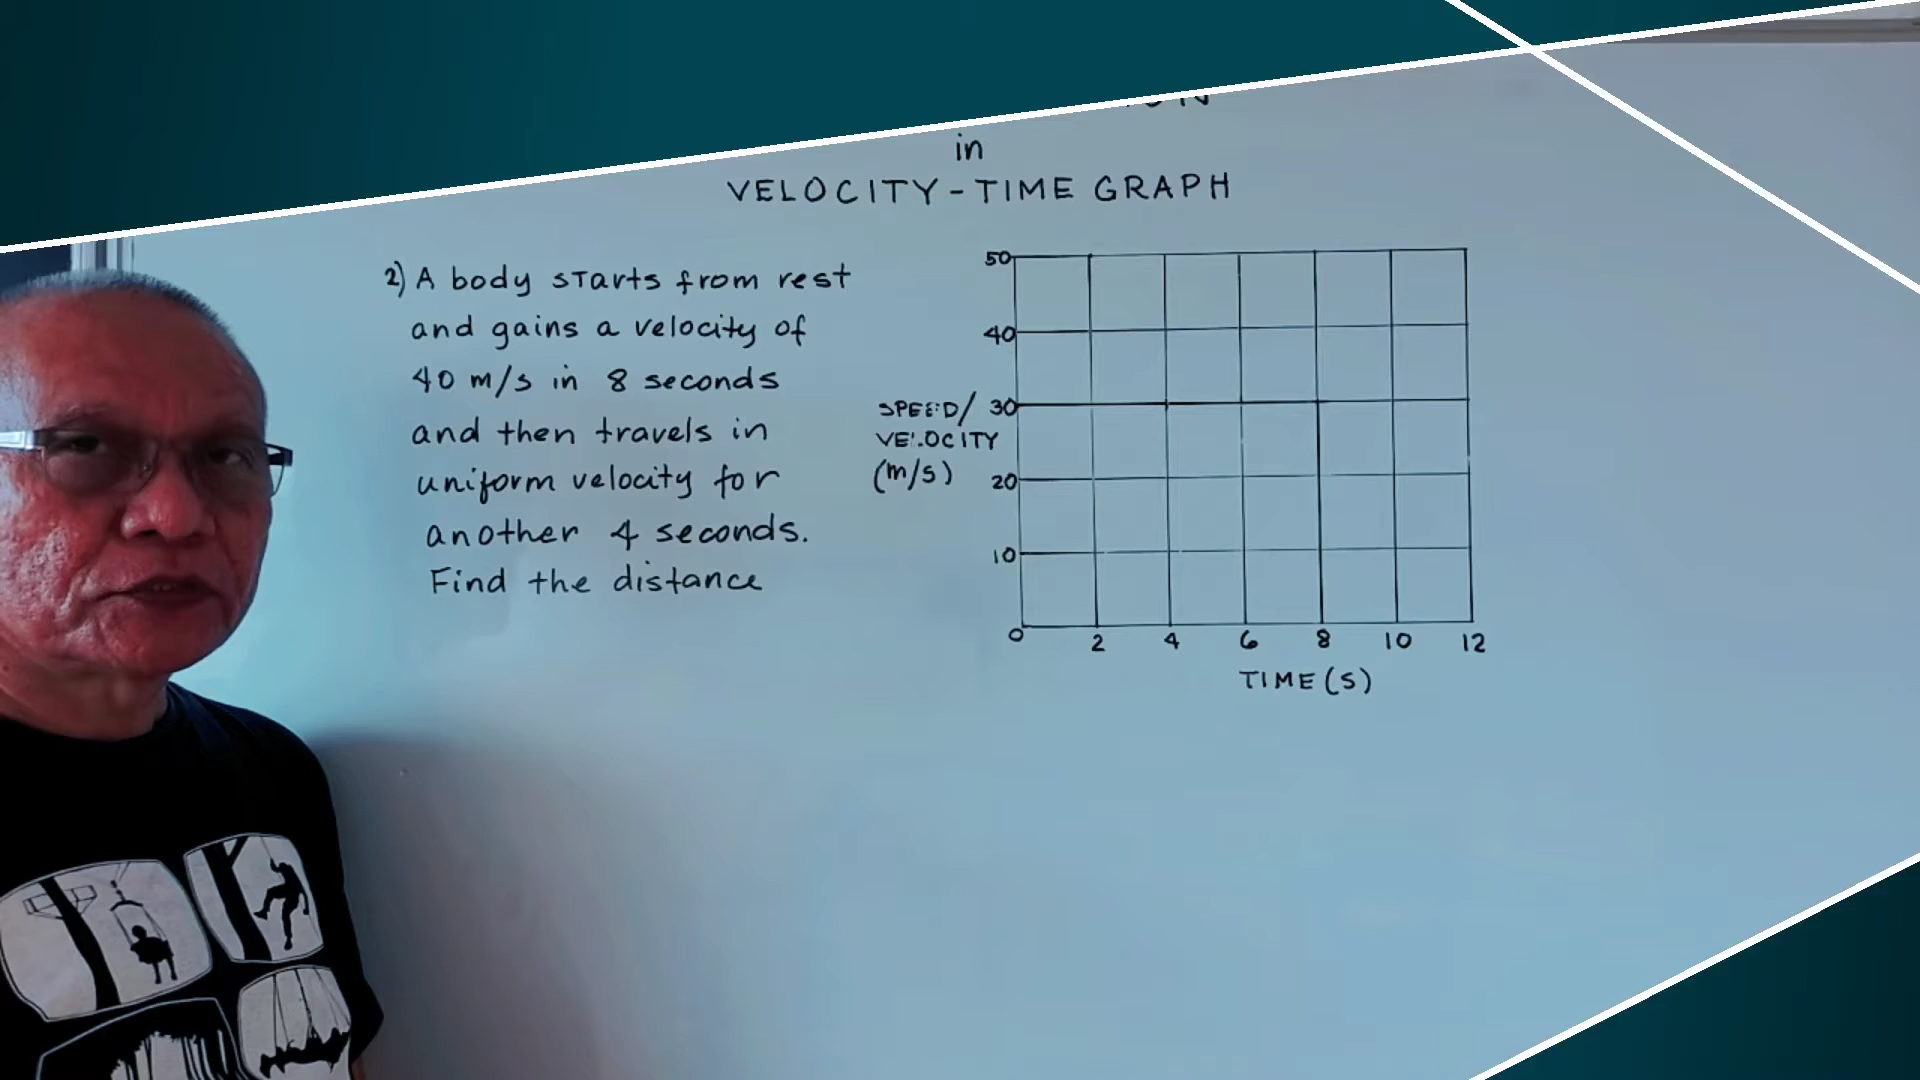 in
VELOCITY-TIME GRAPH
2) A body starts from rest
and gains a velocity of
40 m/s in 8 seconds
and then travels in
uniform velocity for
another 4 seconds.
Find the distance
50
40
SPEED/ 30
VELOCITY
(m/s) 20
10
0 2 4 6 8 10 12
TIME (S)